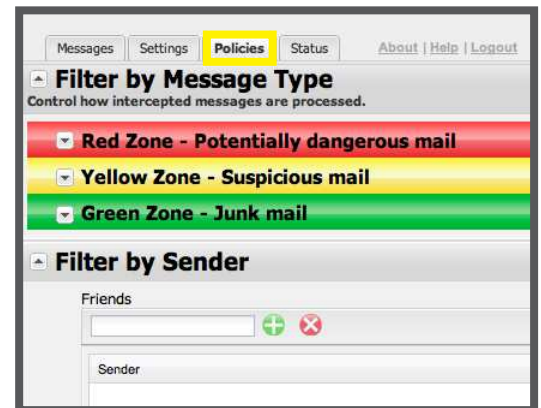 Messages Settings Policies Status About | Help | Logout
Filter by Message Type
Control how intercepted messages are processed.
Red Zone - Potentially dangerous mail
Yellow Zone - Suspicious mail
Green Zone - Junk mail
Filter by Sender
Friends
Sender